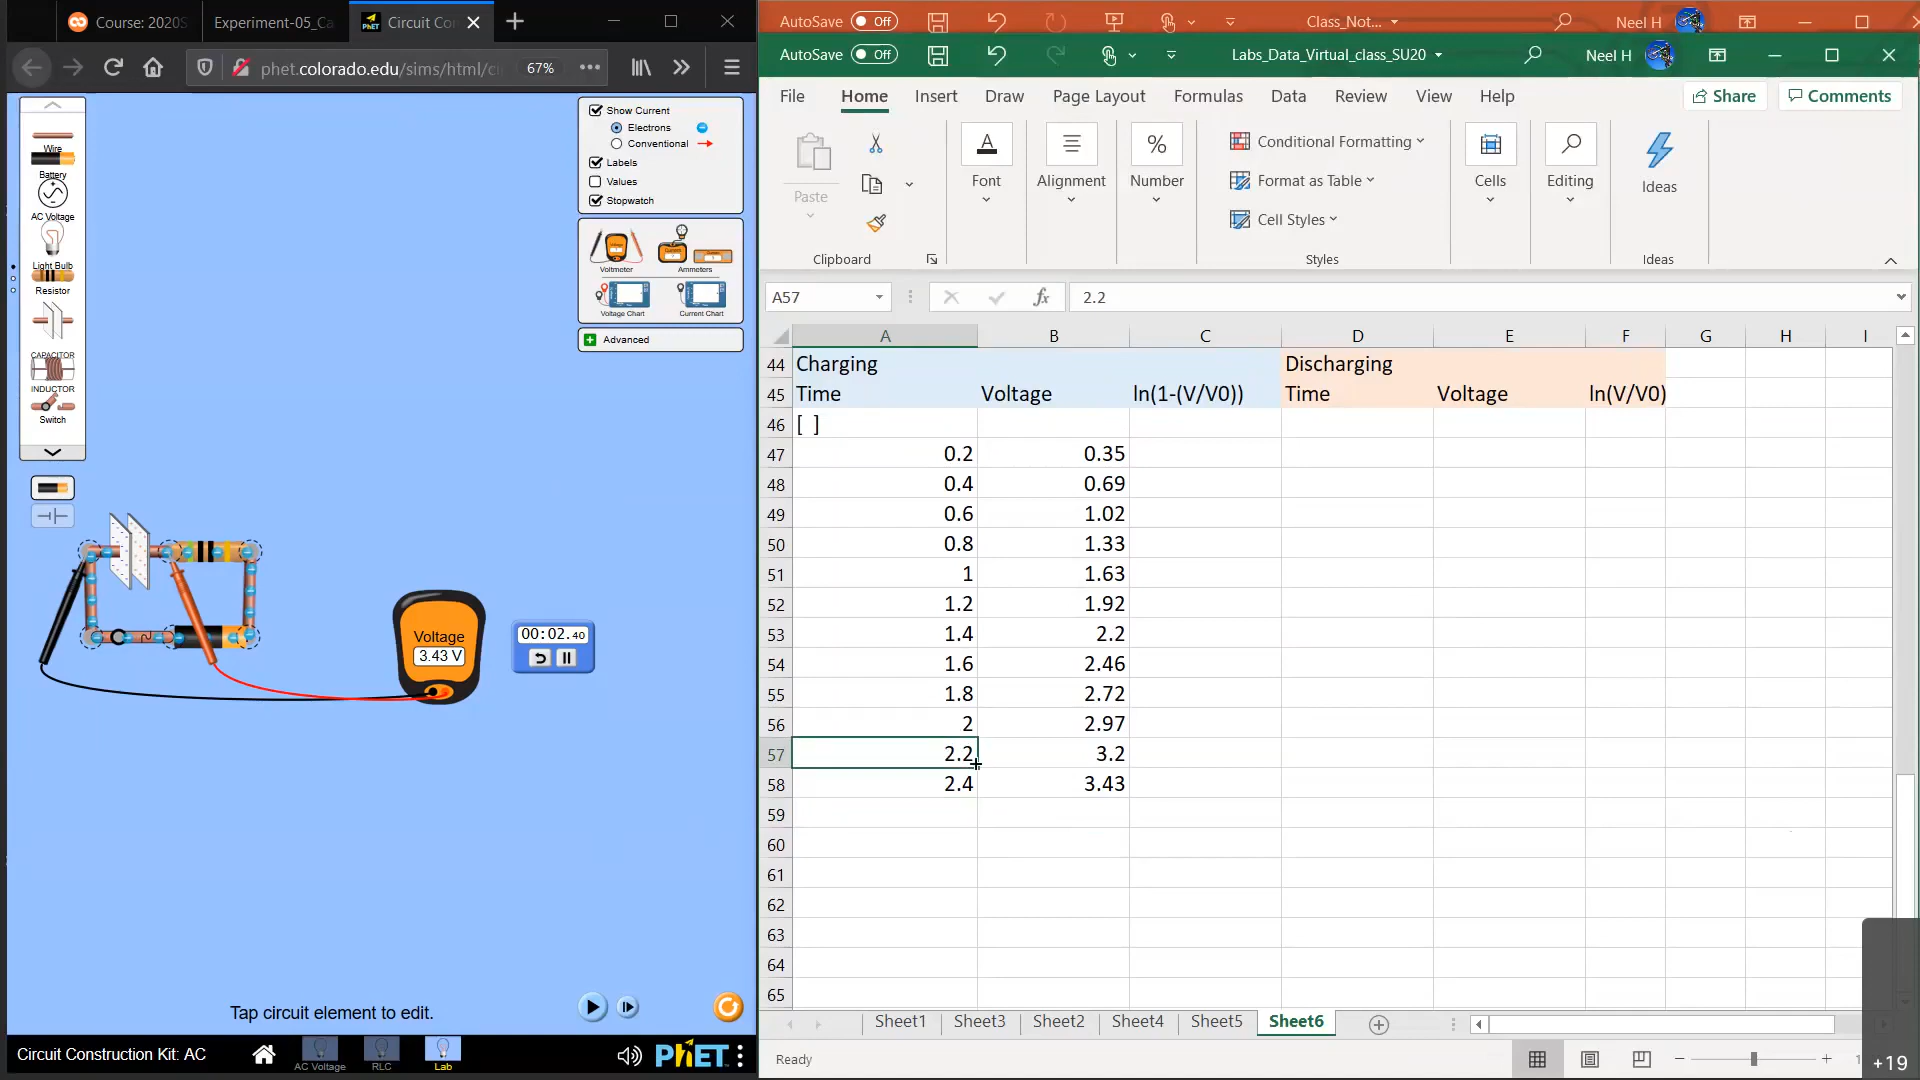 Course: 2020S
Experiment-05_Ca
Circuit Con
phet.colorado.edu/sims/html/ci
67%
Wire
Battery
AC Voltage
Light Bulb
Resistor
CAPACITOR
INDUCTOR
Switch
Show Current
Electrons
Conventional
Labels
Values
Stopwatch
Voltmeter
Ammeters
Voltage Chart
Current Chart
Advanced
Voltage
3.43 V
00:02.40
Tap circuit element to edit.
Circuit Construction Kit: AC
AC Voltage
RLC
Lab
PhET
AutoSave Off
Class_Not...
Neel H
AutoSave Off
Labs_Data_Virtual_class_SU20
Neel H
File Home Insert Draw Page Layout Formulas Data Review View Help
Share
Comments
Paste
Clipboard
Font
Alignment
Number
Conditional Formatting
Format as Table
Cell Styles
Styles
Cells
Editing
Ideas
Ideas
A57
fx
2.2
A B C D E F G H I
44 Charging Discharging
45 Time Voltage ln(1-(V/V0)) Time Voltage ln(V/V0)
46 [ ]
47 0.2 0.35
48 0.4 0.69
49 0.6 1.02
50 0.8 1.33
51 1 1.63
52 1.2 1.92
53 1.4 2.2
54 1.6 2.46
55 1.8 2.72
56 2 2.97
57 2.2 3.2
58 2.4 3.43
59
60
61
62
63
64
65
Sheet1 Sheet3 Sheet2 Sheet4 Sheet5 Sheet6
Ready
+19